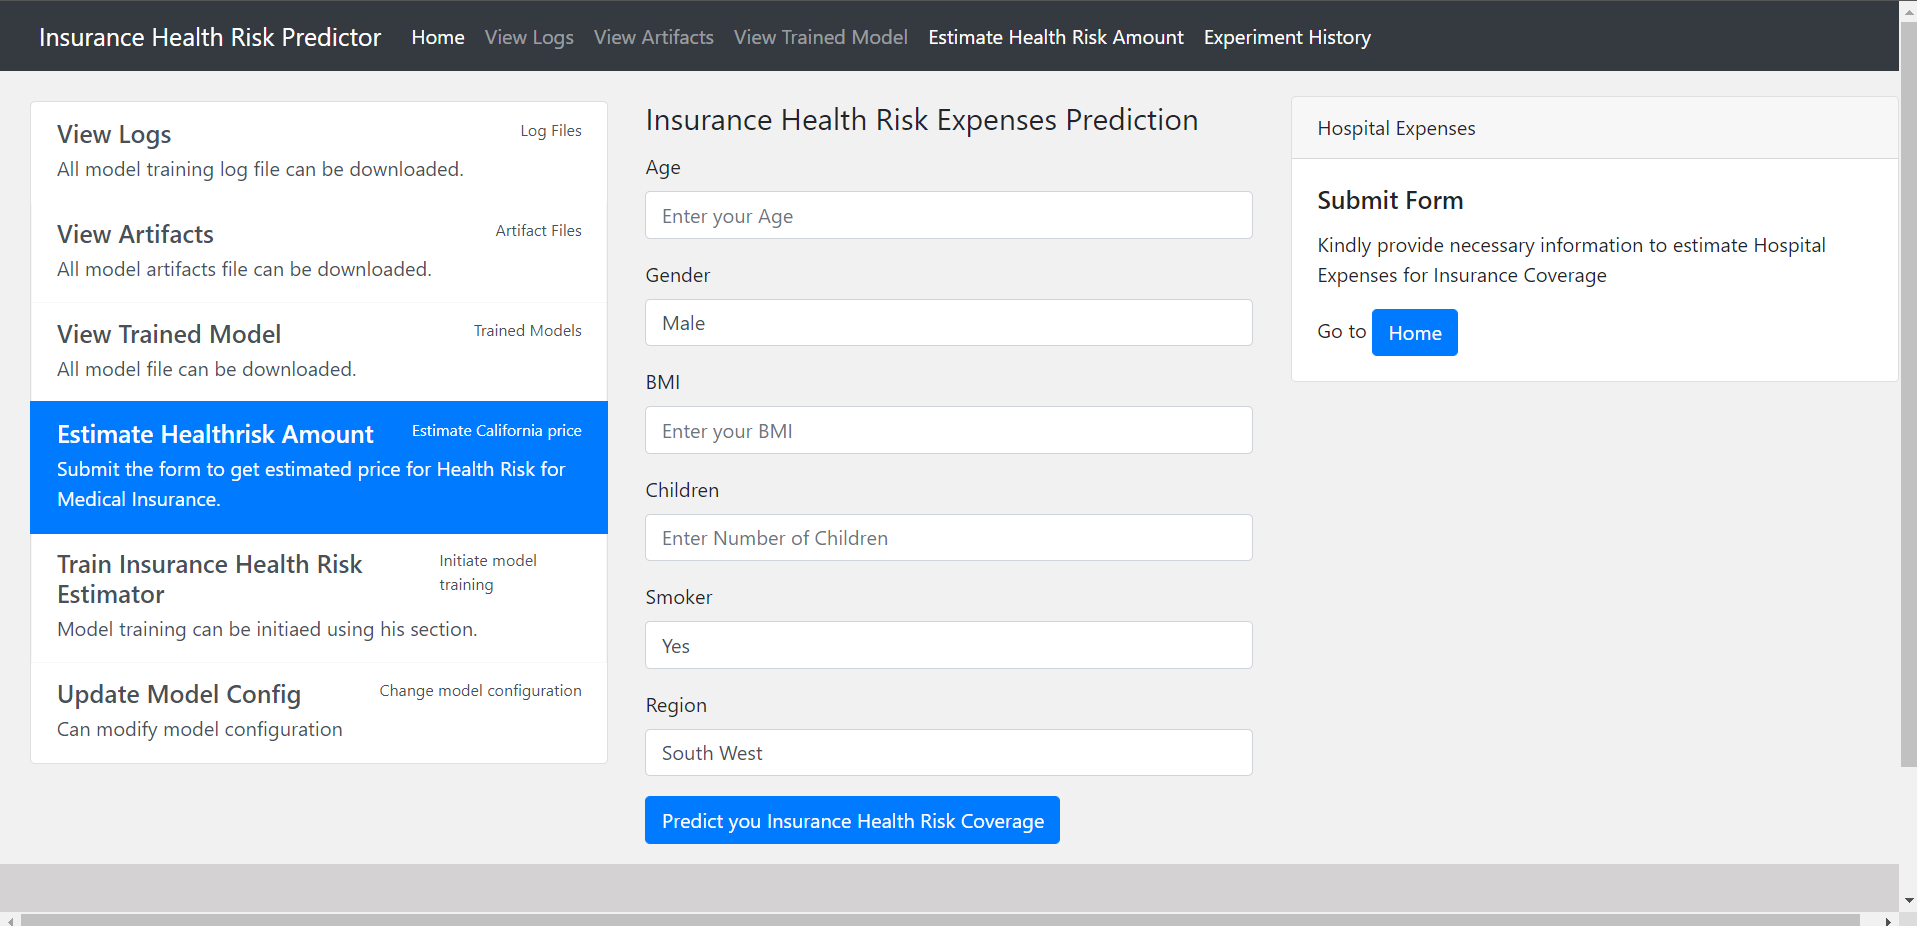 Insurance Health Risk Predictor Home View Logs View Artifacts View Trained Model Estimate Health Risk Amount Experiment History
View Logs Log Files
All model training log file can be downloaded.
View Artifacts Artifact Files
All model artifacts file can be downloaded.
View Trained Model Trained Models
All model file can be downloaded.
Estimate Healthrisk Amount Estimate California price
Submit the form to get estimated price for Health Risk for
Medical Insurance.
Train Insurance Health Risk Initiate model
Estimator training
Model training can be initiaed using his section.
Update Model Config Change model configuration
Can modify model configuration
Insurance Health Risk Expenses Prediction
Age
Enter your Age
Gender
Male
BMI
Enter your BMI
Children
Enter Number of Children
Smoker
Yes
Region
South West
Predict you Insurance Health Risk Coverage
Hospital Expenses
Submit Form
Kindly provide necessary information to estimate Hospital
Expenses for Insurance Coverage
Go to Home